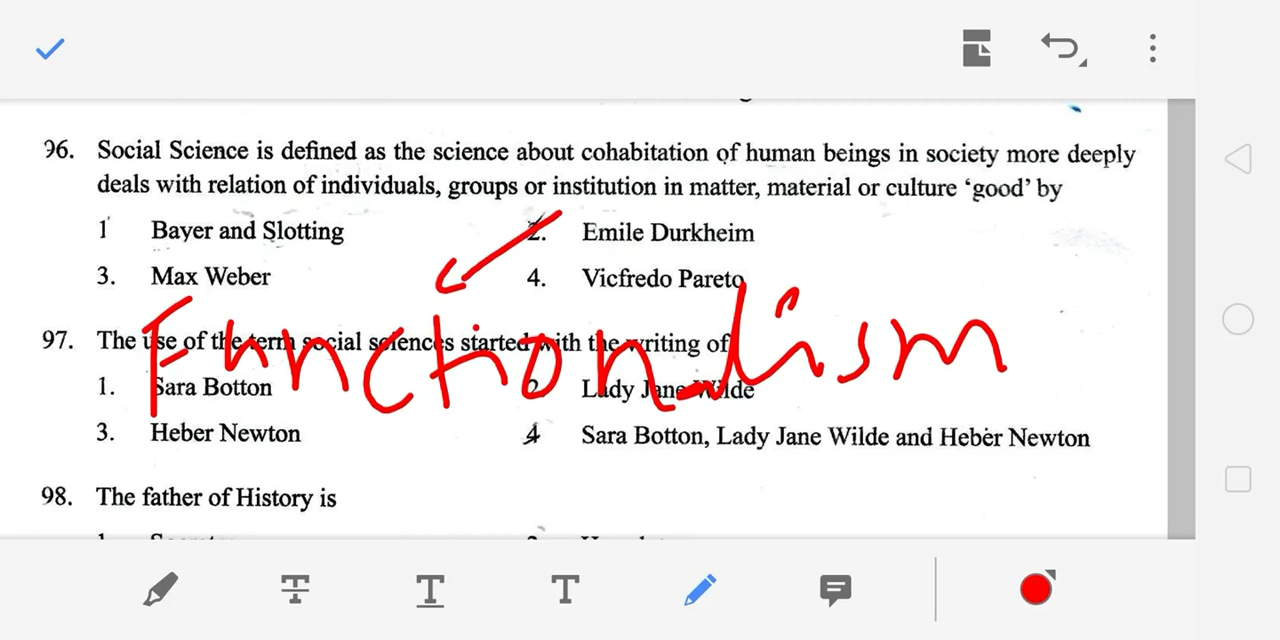 96. Social Science is defined as the science about cohabitation of human beings in society more deeply
deals with relation of individuals, groups or institution in matter, material or culture ‘good’ by
1 Bayer and Slotting 2. Emile Durkheim
3. Max Weber 4. Vicfredo Pareto
Functionalism
97. The use of the term social sciences started with the writing of
1. Sara Botton 2. Lady Jane Wilde
3. Heber Newton 4 Sara Botton, Lady Jane Wilde and Heber Newton
98. The father of History is
T T T